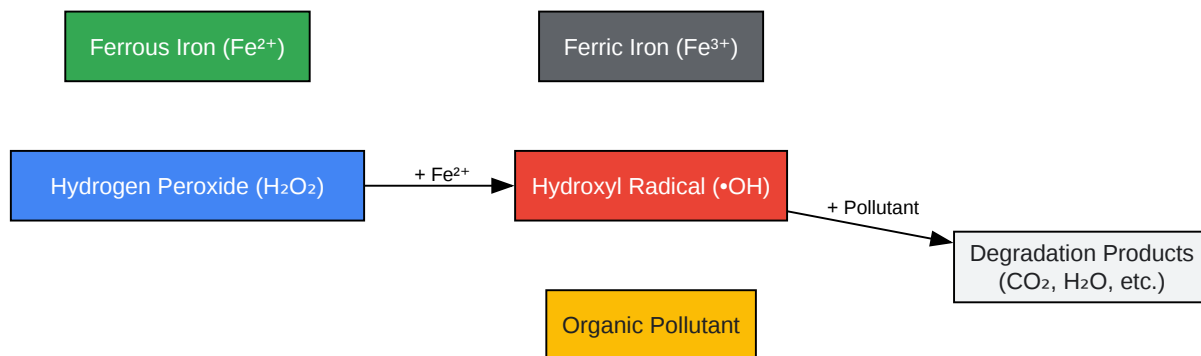 Ferrous Iron (Fe²⁺)
Ferric Iron (Fe³⁺)
Hydrogen Peroxide (H₂O₂)
+ Fe²⁺
Hydroxyl Radical (•OH)
+ Pollutant
Degradation Products
(CO₂, H₂O, etc.)
Organic Pollutant